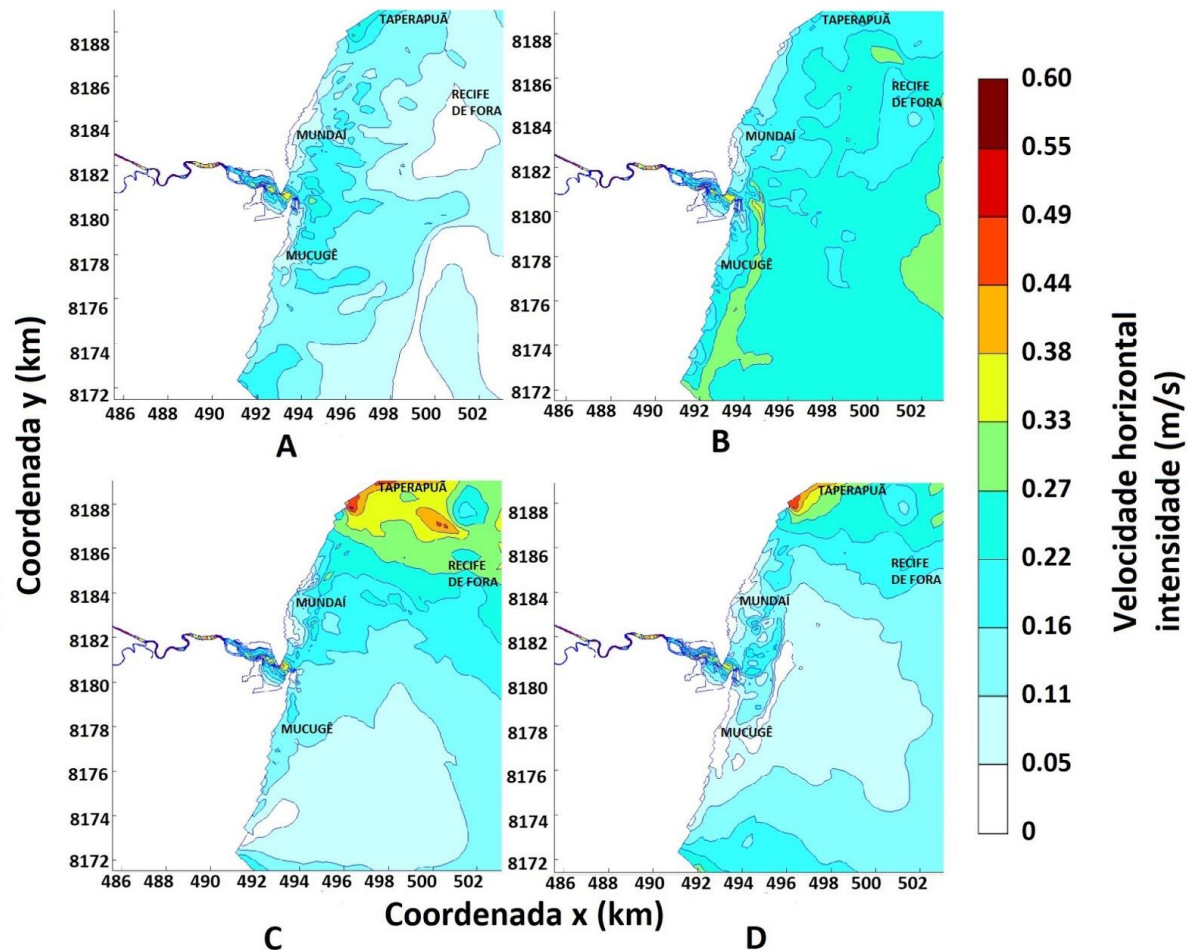 TAPERAPUÃ
8188
8186
RECIFE
DE FORA
8184
MUNDAÍ
8182
8180
MUCUGÊ
8178
8176
8174
8172
486 488 490 492 494 496 498 500 502
A
TAPERAPUÃ
8188
8186
RECIFE
DE FORA
8184
MUNDAÍ
8182
8180
MUCUGÊ
8178
8176
8174
8172
486 488 490 492 494 496 498 500 502
B
TAPERAPUÃ
8188
8186
RECIFE
DE FORA
8184
MUNDAÍ
8182
8180
MUCUGÊ
8178
8176
8174
8172
486 488 490 492 494 496 498 500 502
C
TAPERAPUÃ
8188
8186
RECIFE
DE FORA
8184
MUNDAÍ
8182
8180
MUCUGÊ
8178
8176
8174
8172
486 488 490 492 494 496 498 500 502
D
Coordenada y (km)
Coordenada x (km)
0.60
0.55
0.49
0.44
0.38
0.33
0.27
0.22
0.16
0.11
0.05
0
Velocidade horizontal
intensidade (m/s)